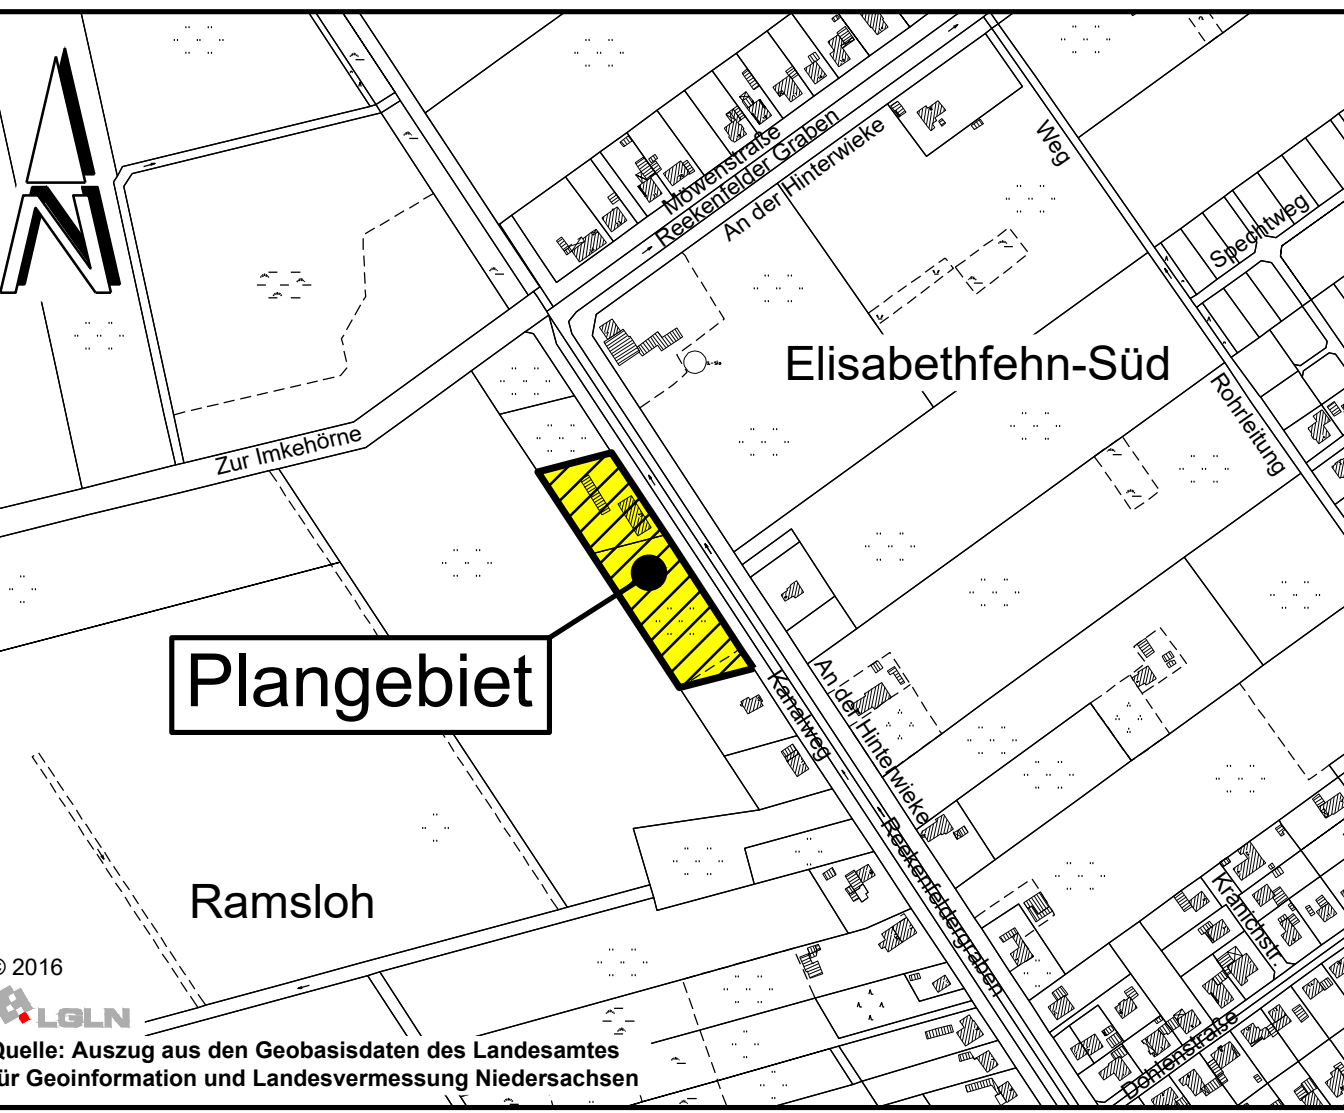 N
Möwenstraße
Reekenfelder Graben
An der Hinterwieke
Weg
Spechtweg
Elisabethfehn-Süd
Rohrleitung
Zur Imkehörne
Plangebiet
Kanalweg
An der Hinterwieke
Reekenfeldergraben
Kranichstr.
Dohlenstraße
Ramsloh
© 2016
LGLN
Quelle: Auszug aus den Geobasisdaten des Landesamtes
für Geoinformation und Landesvermessung Niedersachsen